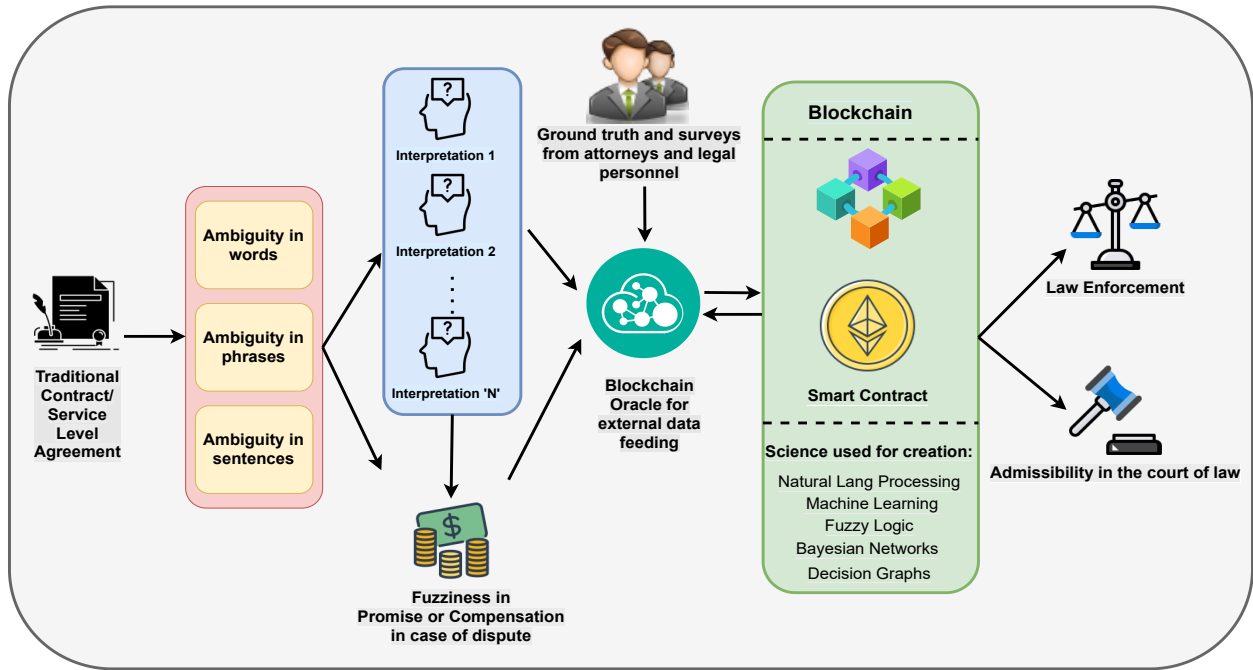 Traditional
Contract/
Service
Level
Agreement
Ambiguity in
words
Ambiguity in
phrases
Ambiguity in
sentences
?
Interpretation 1
?
Interpretation 2
?
Interpretation 'N'
$
Fuzziness in
Promise or Compensation
in case of dispute
Ground truth and surveys
from attorneys and legal
personnel
Blockchain
Oracle for
external data
feeding
Blockchain
Smart Contract
Science used for creation:
Natural Lang Processing
Machine Learning
Fuzzy Logic
Bayesian Networks
Decision Graphs
Law Enforcement
Admissibility in the court of law